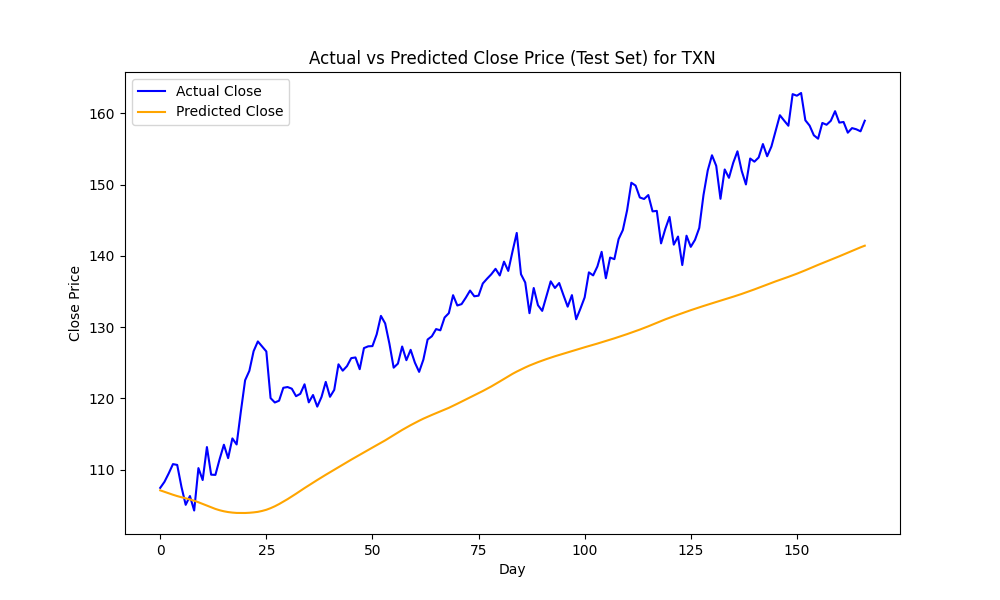 Actual vs Predicted Close Price (Test Set) for TXN
Actual Close
Predicted Close
160
150
140
130
120
110
Close Price
0 25 50 75 100 125 150
Day